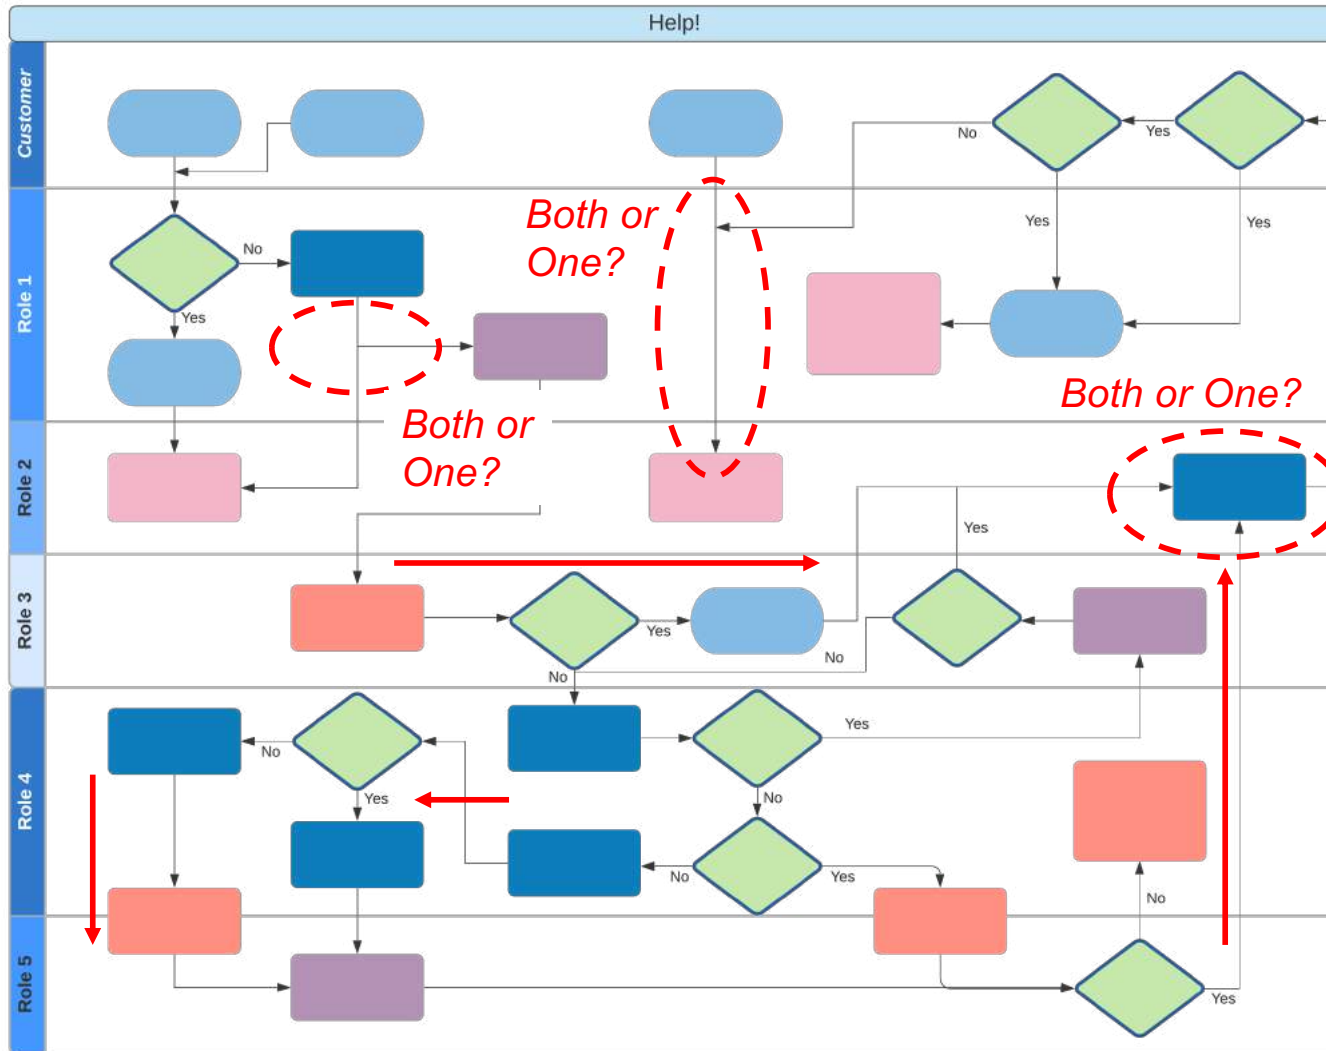 Help!
Customer
No
Yes
Both or
One?
Yes
Yes
Role 1
No
Yes
Both or One?
Both or
One?
Role 2
Yes
Role 3
Yes
No
No
Role 4
No
Yes
Yes
No
No
Yes
No
Role 5
Yes